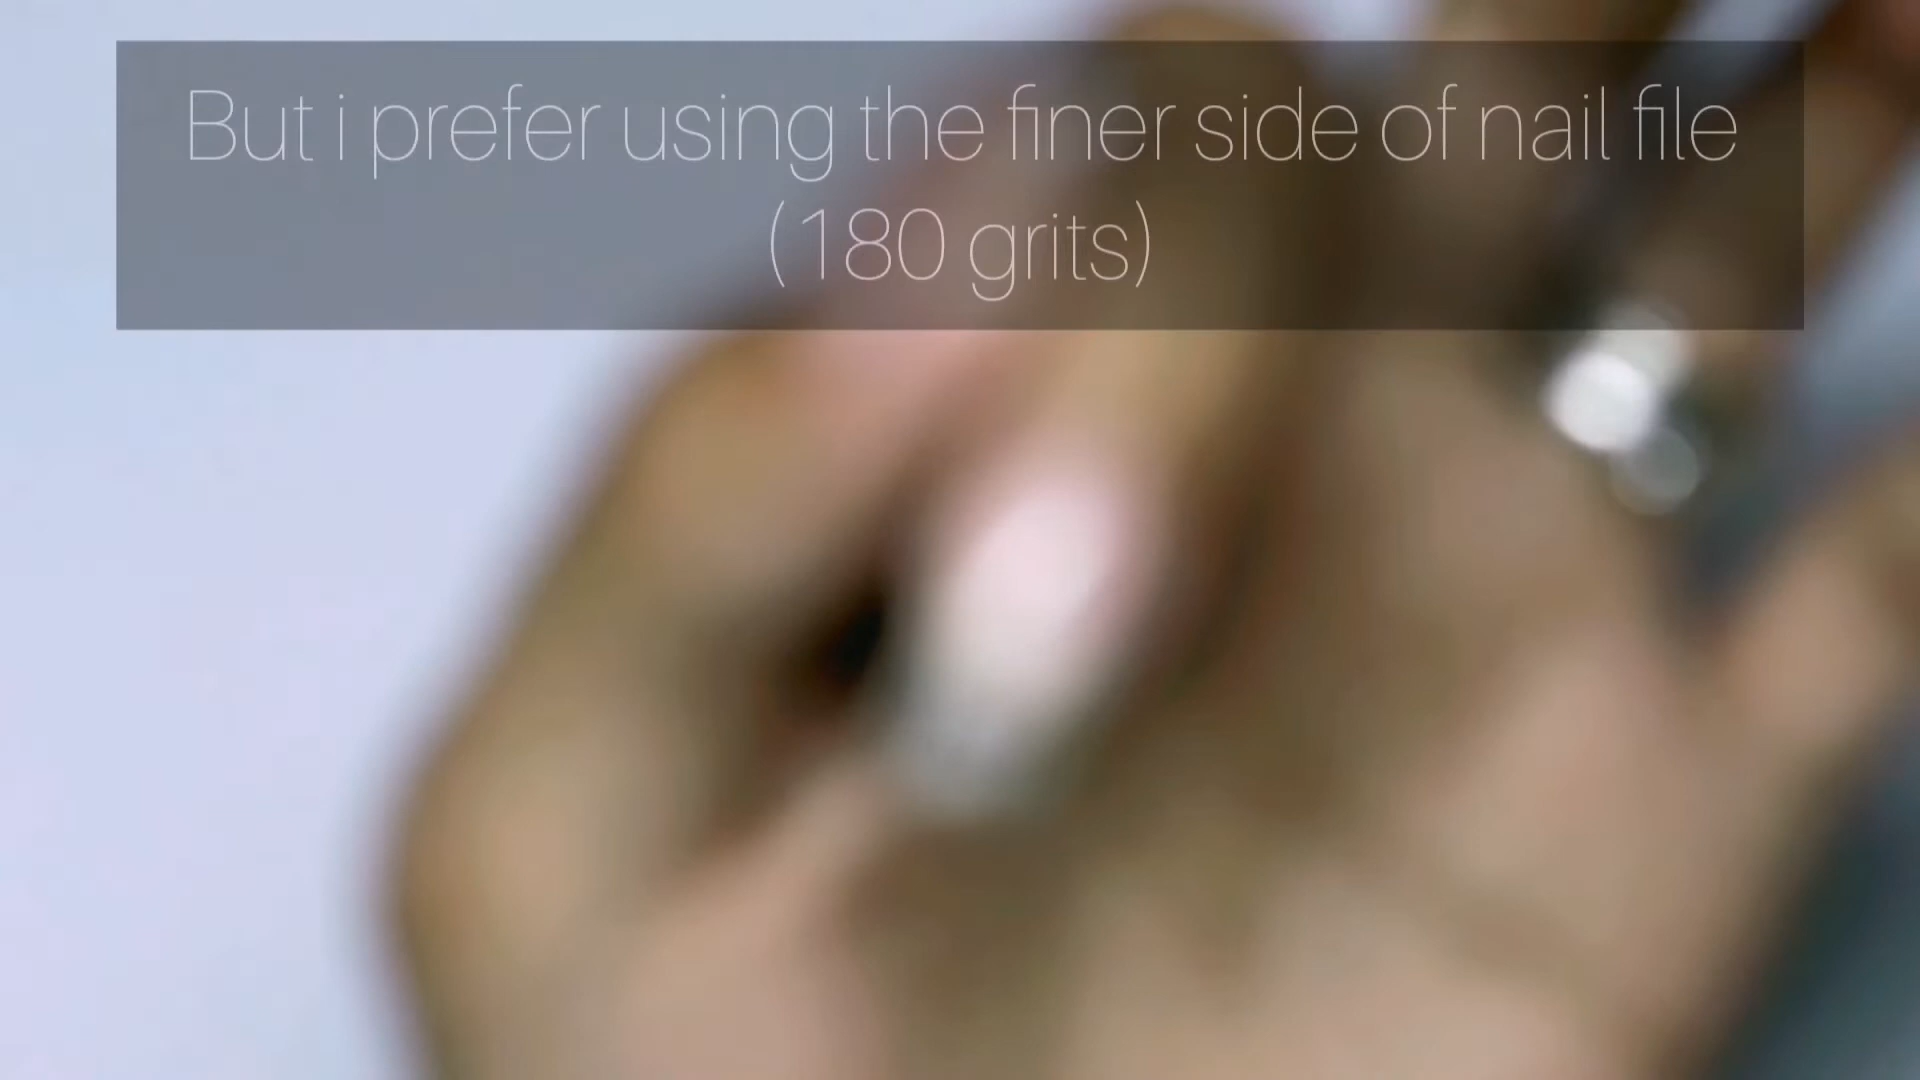 But i prefer using the finer side of nail file
(180 grits)